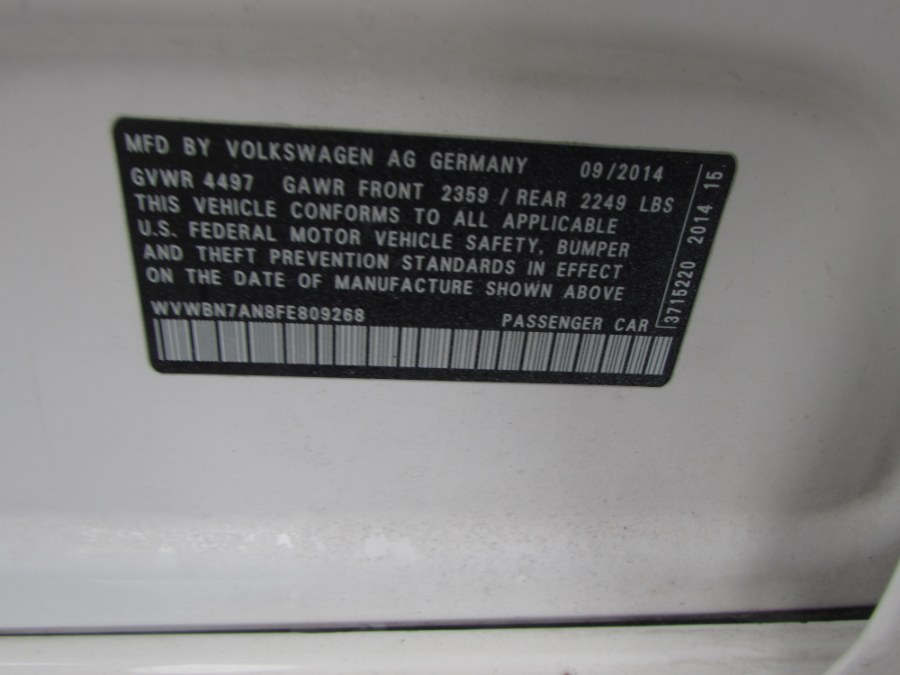 MFD BY VOLKSWAGEN AG GERMANY 09/2014
GVWR 4497 GAWR FRONT 2359 / REAR 2249 LBS
THIS VEHICLE CONFORMS TO ALL APPLICABLE
U.S. FEDERAL MOTOR VEHICLE SAFETY, BUMPER
AND THEFT PREVENTION STANDARDS IN EFFECT
ON THE DATE OF MANUFACTURE SHOWN ABOVE
WVWBN7AN8FE809268 PASSENGER CAR
3715220 2014 15.